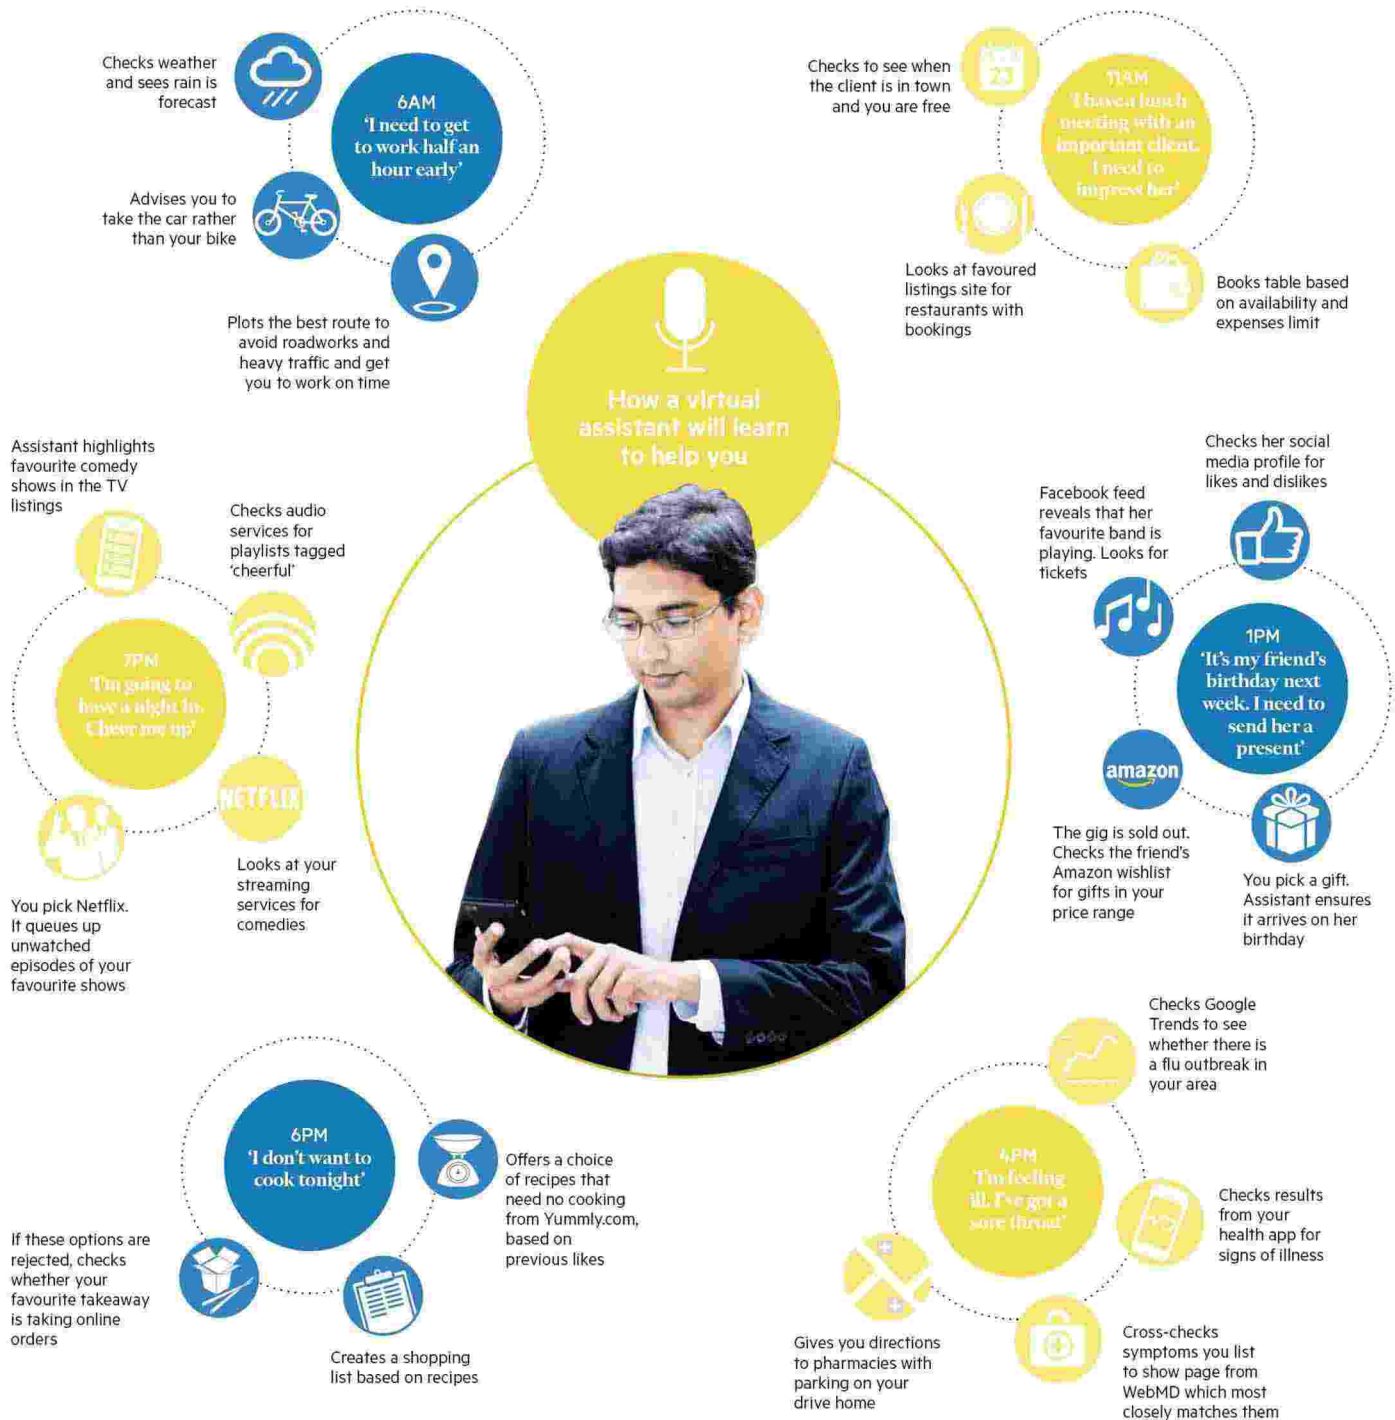 How a virtual
assistant will learn
to help you
6AM
‘I need to get
to work half an
hour early’
Checks weather
and sees rain is
forecast
Advises you to
take the car rather
than your bike
Plots the best route to
avoid roadworks and
heavy traffic and get
you to work on time
11AM
‘I have a lunch
meeting with an
important client.
I need to
impress her’
Checks to see when
the client is in town
and you are free
23
Looks at favoured
listings site for
restaurants with
bookings
Books table based
on availability and
expenses limit
1PM
‘It’s my friend’s
birthday next
week. I need to
send her a
present’
Checks her social
media profile for
likes and dislikes
Facebook feed
reveals that her
favourite band is
playing. Looks for
tickets
amazon
The gig is sold out.
Checks the friend’s
Amazon wishlist
for gifts in your
price range
You pick a gift.
Assistant ensures
it arrives on her
birthday
4PM
‘I’m feeling
ill. I’ve got a
sore throat’
Checks Google
Trends to see
whether there is
a flu outbreak in
your area
Checks results
from your
health app for
signs of illness
Cross-checks
symptoms you list
to show page from
WebMD which most
closely matches them
Gives you directions
to pharmacies with
parking on your
drive home
6PM
‘I don’t want to
cook tonight’
Offers a choice
of recipes that
need no cooking
from Yummly.com,
based on
previous likes
Creates a shopping
list based on recipes
If these options are
rejected, checks
whether your
favourite takeaway
is taking online
orders
7PM
‘I’m going to
have a night in.
Cheer me up’
Assistant highlights
favourite comedy
shows in the TV
listings
Checks audio
services for
playlists tagged
‘cheerful’
NETFLIX
Looks at your
streaming
services for
comedies
You pick Netflix.
It queues up
unwatched
episodes of your
favourite shows